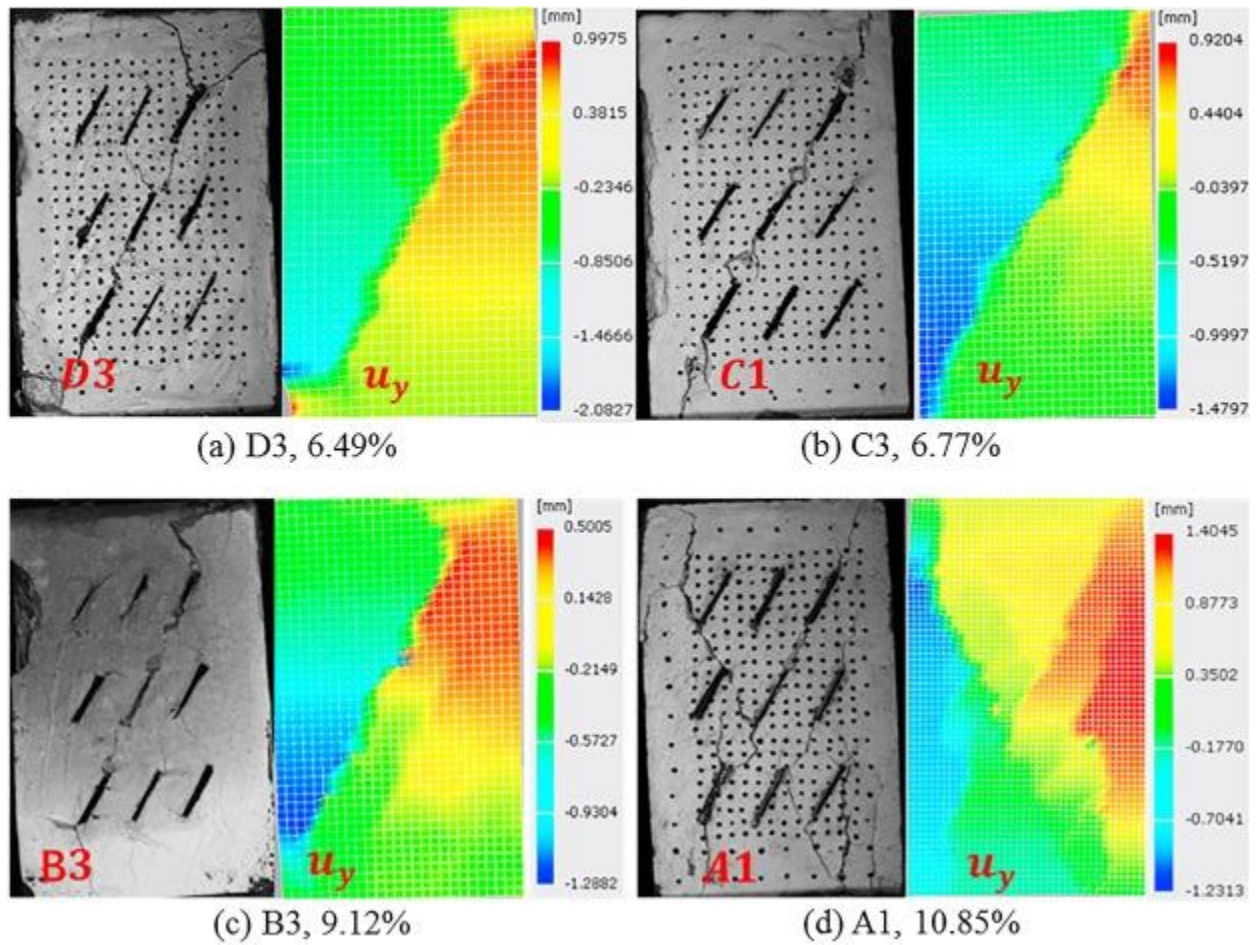 [mm]
0.9975
0.3815
-0.2346
-0.8506
-1.4666
-2.0827
D3
u_y
(a) D3, 6.49%
[mm]
0.9204
0.4404
-0.0397
-0.5197
-0.9997
-1.4797
C1
u_y
(b) C3, 6.77%
[mm]
0.5005
0.1428
-0.2149
-0.5727
-0.9304
-1.2882
B3
u_y
(c) B3, 9.12%
[mm]
1.4045
0.8773
0.3502
-0.1770
-0.7041
-1.2313
A1
u_y
(d) A1, 10.85%